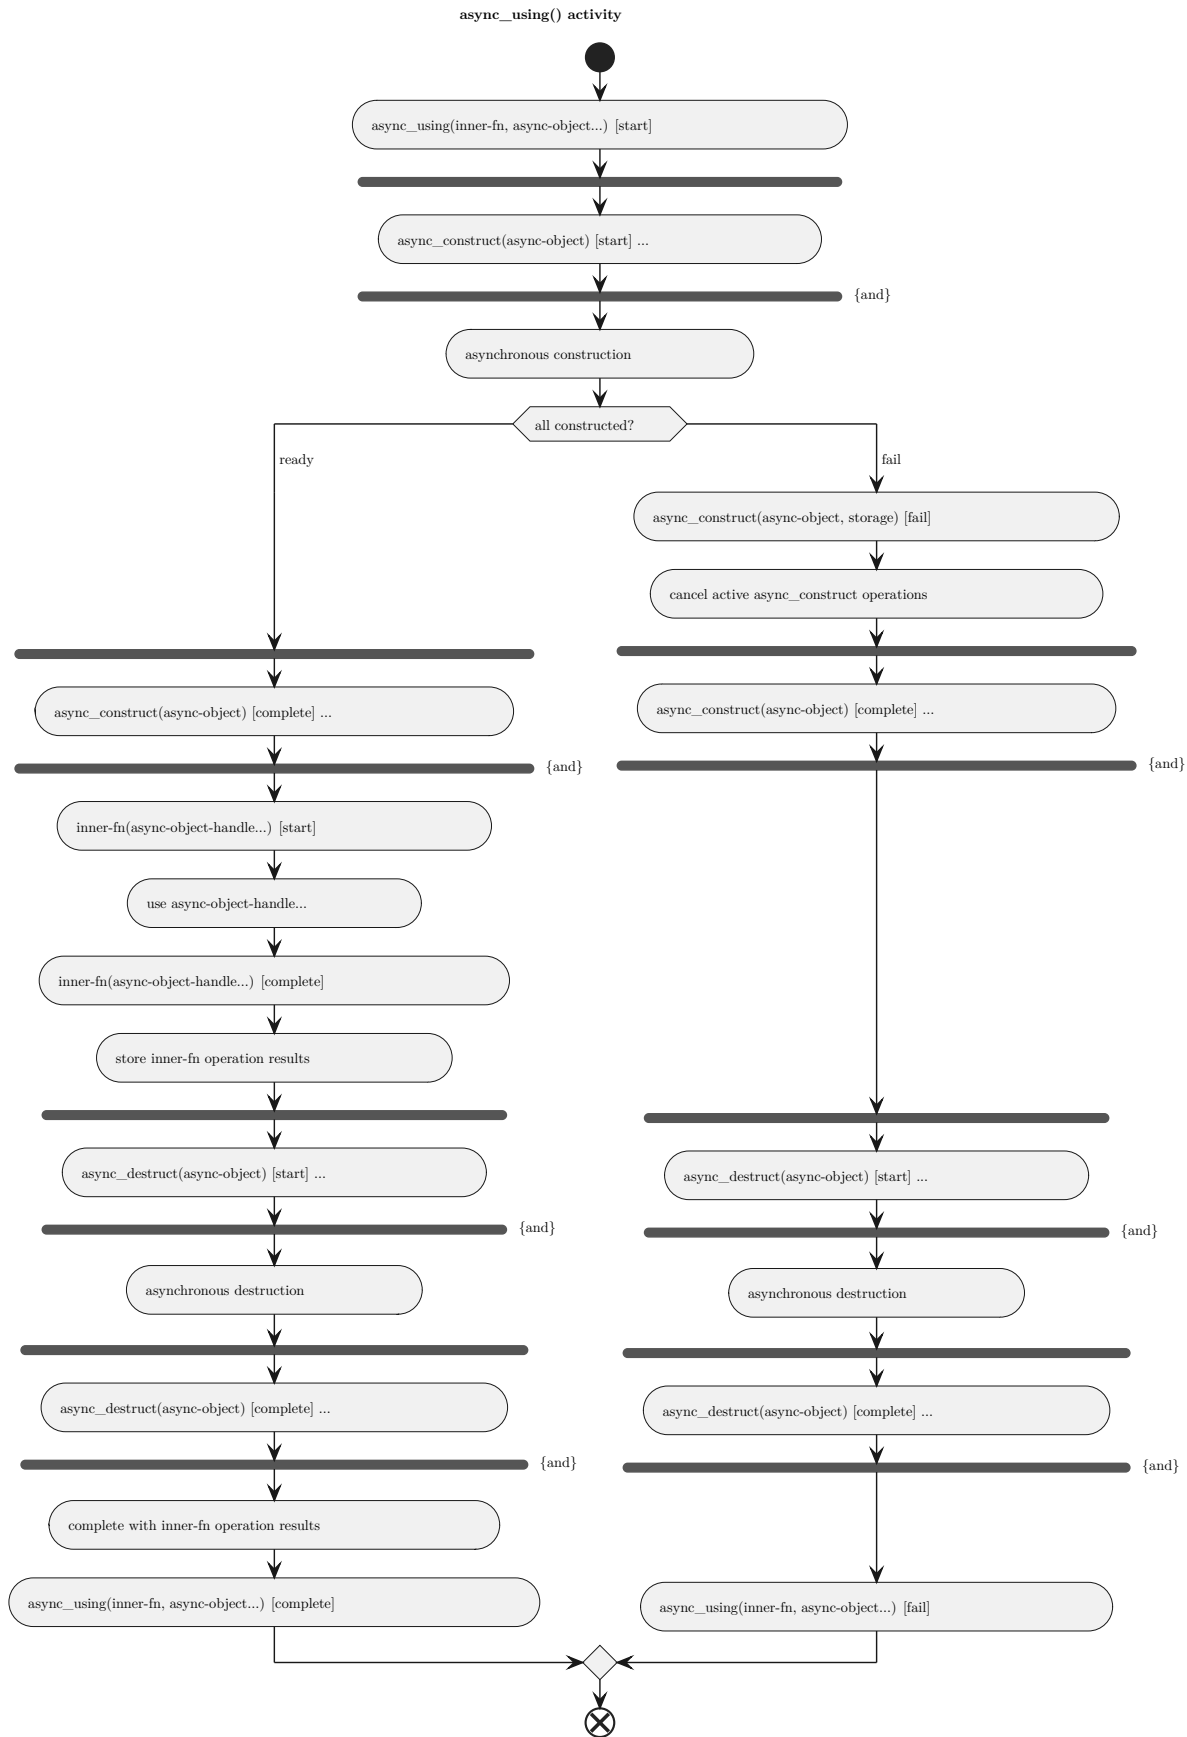 async_using() activity
async_using(inner-fn, async-object...) [start]
async_construct(async-object) [start] ...
{and}
asynchronous construction
all constructed?
ready
fail
async_construct(async-object, storage) [fail]
cancel active async_construct operations
async_construct(async-object) [complete] ...
{and}
async_construct(async-object) [complete] ...
{and}
inner-fn(async-object-handle...) [start]
use async-object-handle...
inner-fn(async-object-handle...) [complete]
store inner-fn operation results
async_destruct(async-object) [start] ...
{and}
asynchronous destruction
async_destruct(async-object) [complete] ...
{and}
complete with inner-fn operation results
async_using(inner-fn, async-object...) [complete]
async_destruct(async-object) [start] ...
{and}
asynchronous destruction
async_destruct(async-object) [complete] ...
{and}
async_using(inner-fn, async-object...) [fail]